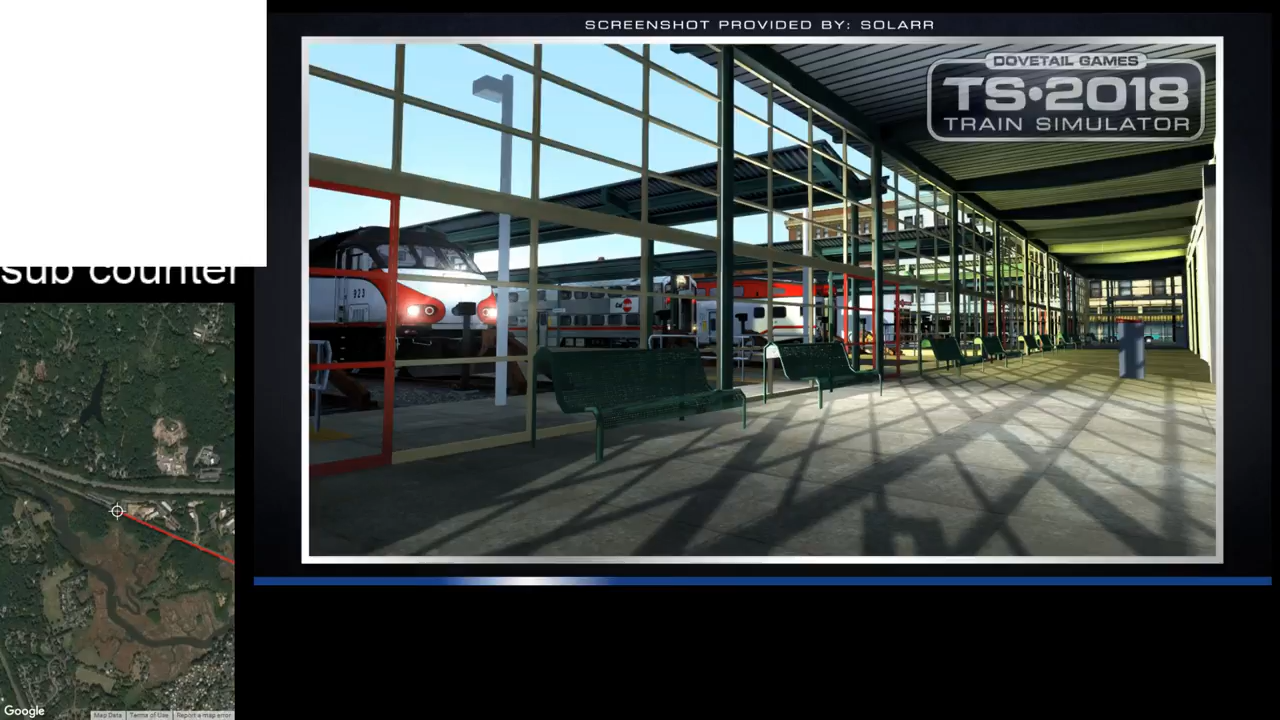 SCREENSHOT PROVIDED BY: SOLARR
DOVETAIL GAMES
TS•2018
TRAIN SIMULATOR
923
sub counter
Google
Map Data
Terms of Use
Report a map error